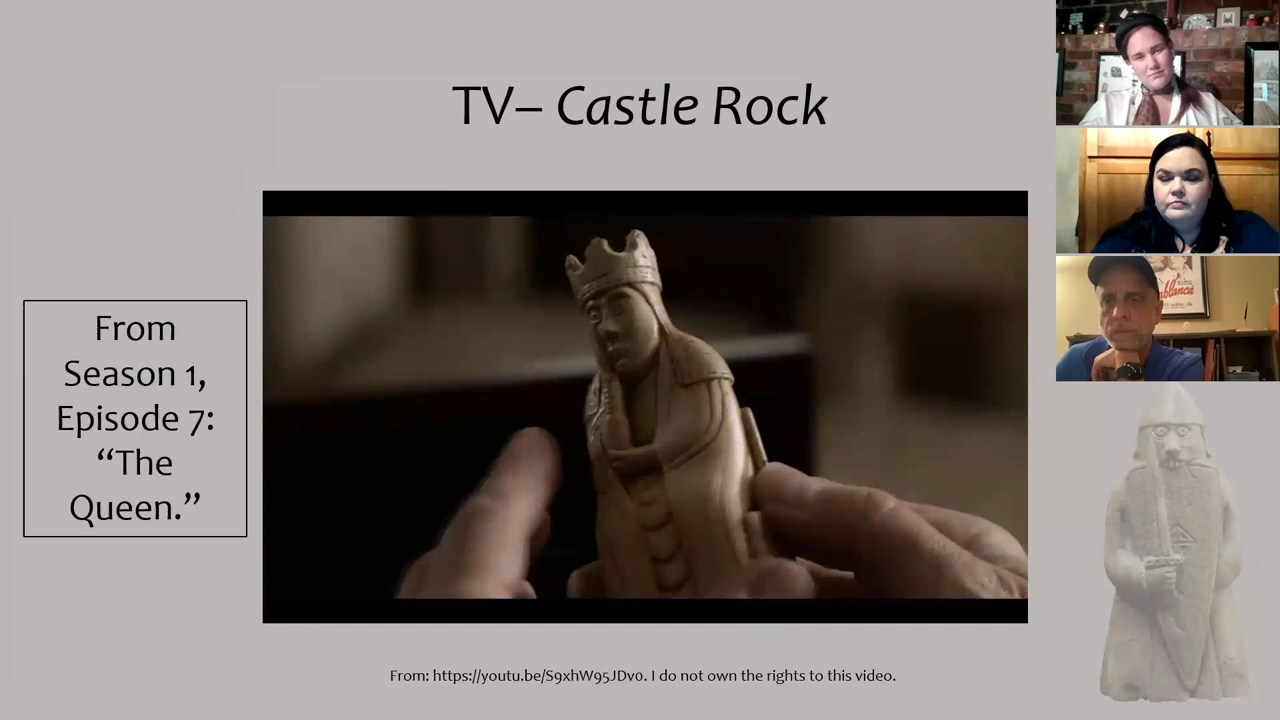 TV– Castle Rock
From
Season 1,
Episode 7:
“The
Queen.”
From: https://youtu.be/S9xhW95JDv0. I do not own the rights to this video.
ablanca